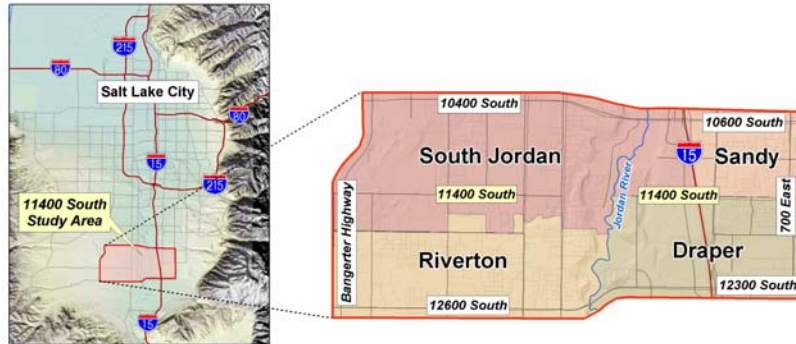 215
80
Salt Lake City
80
15
215
11400 South
Study Area
15
10400 South
10600 South
South Jordan
15
Sandy
11400 South
11400 South
Jordan River
700 East
Bangerter Highway
Riverton
Draper
12300 South
12600 South